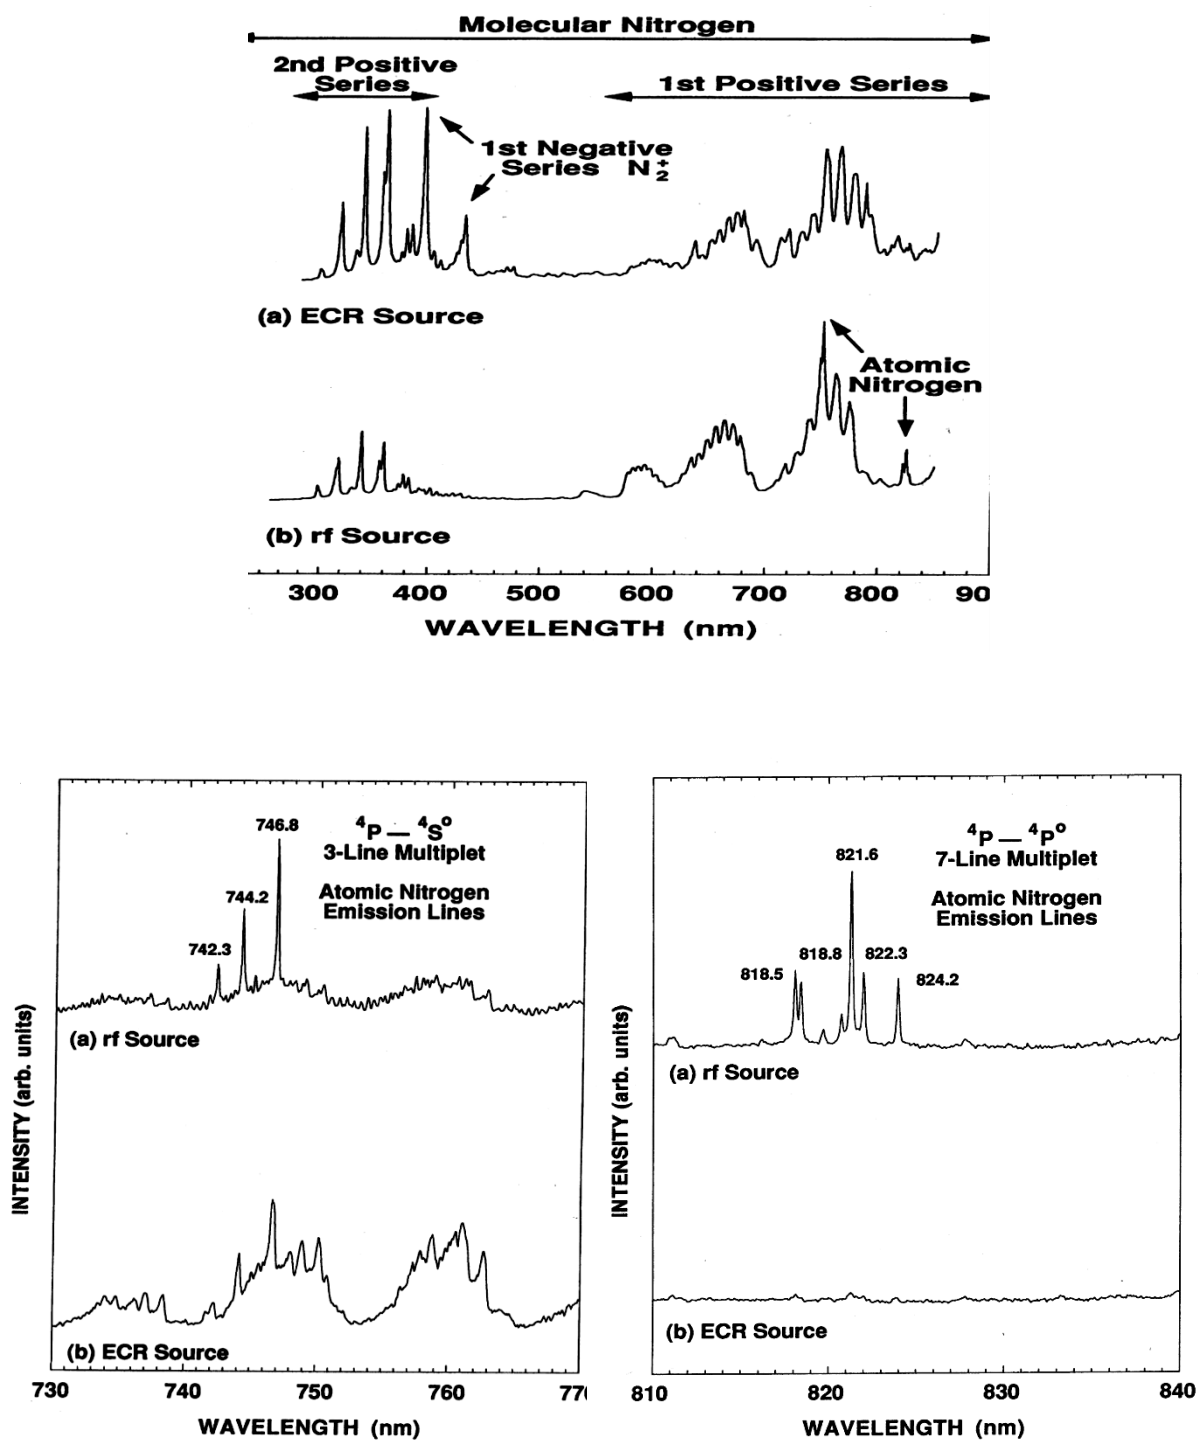 Molecular Nitrogen
2nd Positive
Series
1st Positive Series
1st Negative
Series N₂⁺
(a) ECR Source
Atomic
Nitrogen
(b) rf Source
300 400 500 600 700 800 90
WAVELENGTH (nm)
INTENSITY (arb. units)
746.8
744.2
742.3
⁴P — ⁴Sᵒ
3-Line Multiplet
Atomic Nitrogen
Emission Lines
(a) rf Source
(b) ECR Source
730 740 750 760 770
WAVELENGTH (nm)
INTENSITY (arb. units)
⁴P — ⁴Pᵒ
7-Line Multiplet
Atomic Nitrogen
Emission Lines
821.6
818.5
818.8
822.3
824.2
(a) rf Source
(b) ECR Source
810 820 830 840
WAVELENGTH (nm)